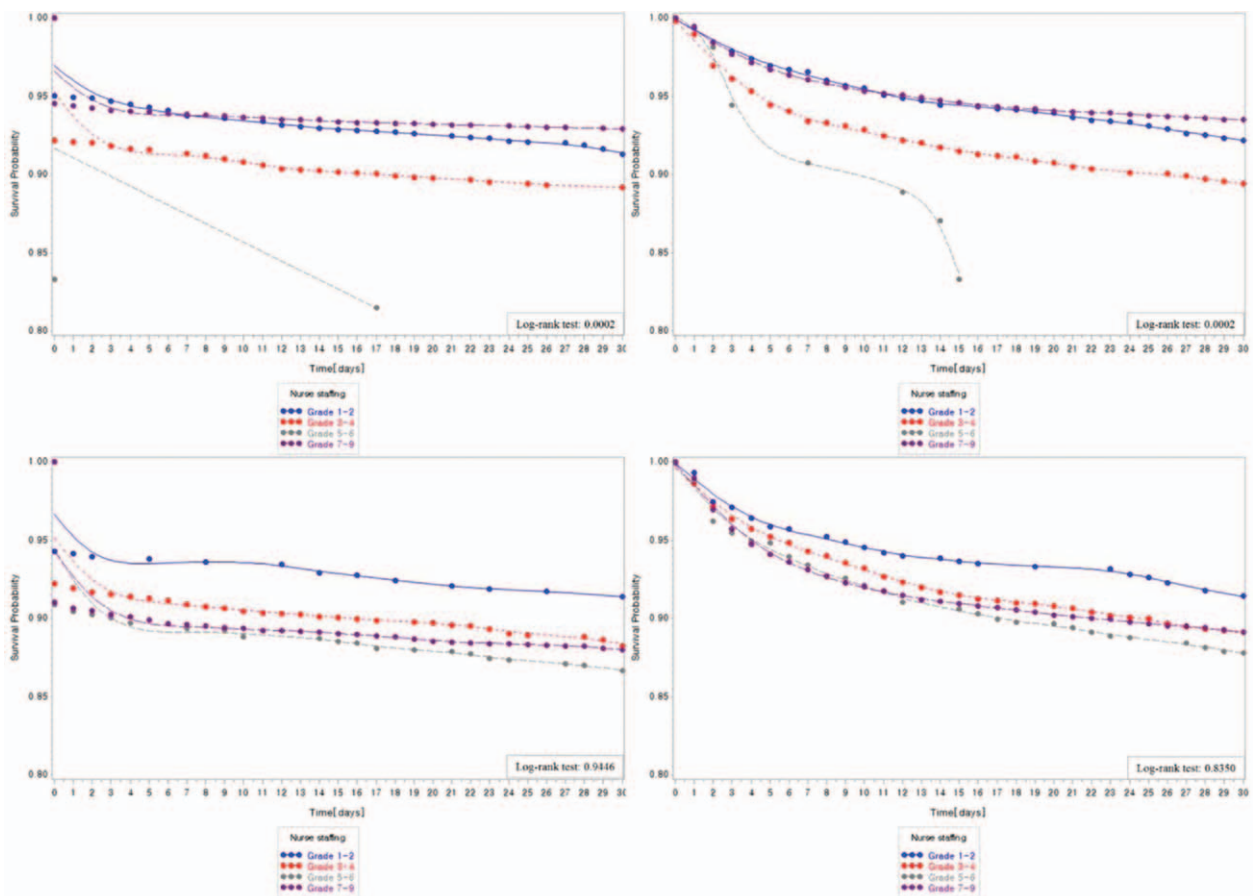 1.00
0.95
0.90
0.85
0.80
Survival Probability
Log-rank test: 0.0002
0 1 2 3 4 5 6 7 8 9 10 11 12 13 14 15 16 17 18 19 20 21 22 23 24 25 26 27 28 29 30
Time[days]
Nurse staffing
Grade 1-2
Grade 3-4
Grade 5-6
Grade 7-9
1.00
0.95
0.90
0.85
0.80
Survival Probability
Log-rank test: 0.0002
0 1 2 3 4 5 6 7 8 9 10 11 12 13 14 15 16 17 18 19 20 21 22 23 24 25 26 27 28 29 30
Time[days]
Nurse staffing
Grade 1-2
Grade 3-4
Grade 5-6
Grade 7-9
1.00
0.95
0.90
0.85
0.80
Survival Probability
Log-rank test: 0.9446
0 1 2 3 4 5 6 7 8 9 10 11 12 13 14 15 16 17 18 19 20 21 22 23 24 25 26 27 28 29 30
Time[days]
Nurse staffing
Grade 1-2
Grade 3-4
Grade 5-6
Grade 7-9
1.00
0.95
0.90
0.85
0.80
Survival Probability
Log-rank test: 0.8350
0 1 2 3 4 5 6 7 8 9 10 11 12 13 14 15 16 17 18 19 20 21 22 23 24 25 26 27 28 29 30
Time[days]
Nurse staffing
Grade 1-2
Grade 3-4
Grade 5-6
Grade 7-9